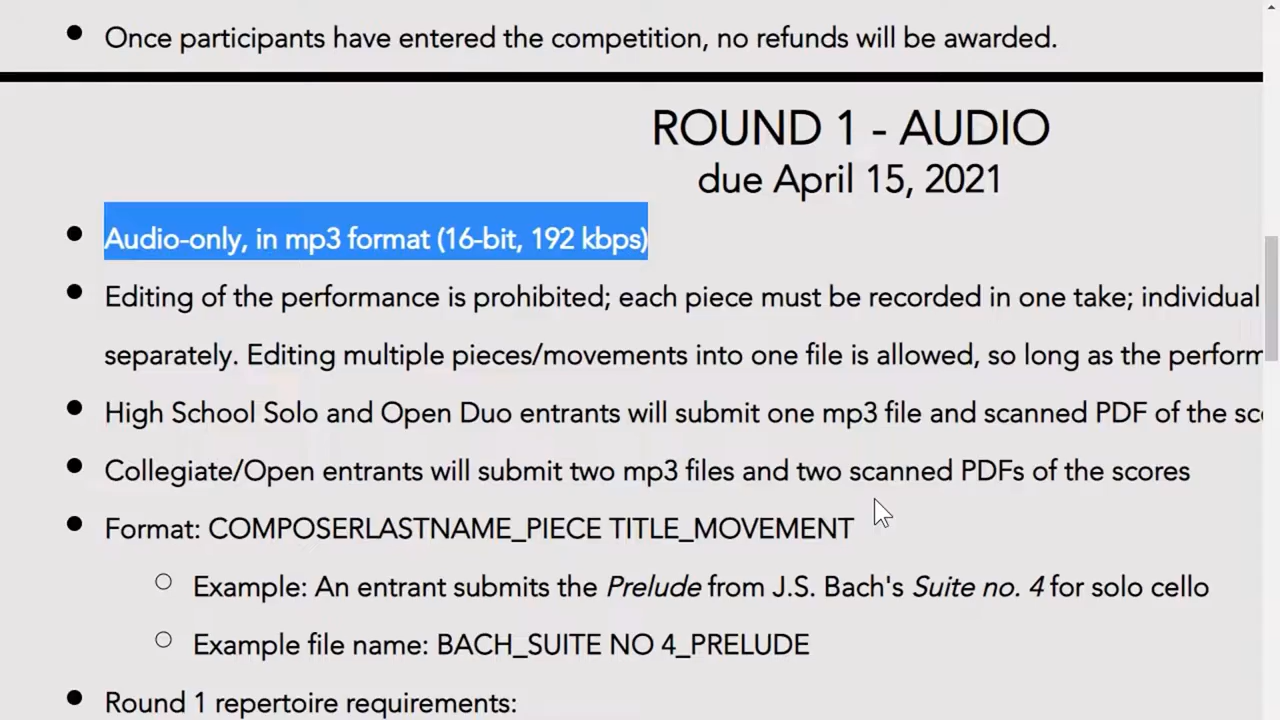 Once participants have entered the competition, no refunds will be awarded.
ROUND 1 - AUDIO
due April 15, 2021
Audio-only, in mp3 format (16-bit, 192 kbps)
Editing of the performance is prohibited; each piece must be recorded in one take; individual
separately. Editing multiple pieces/movements into one file is allowed, so long as the perform
High School Solo and Open Duo entrants will submit one mp3 file and scanned PDF of the sc
Collegiate/Open entrants will submit two mp3 files and two scanned PDFs of the scores
Format: COMPOSERLASTNAME_PIECE TITLE_MOVEMENT
Example: An entrant submits the Prelude from J.S. Bach's Suite no. 4 for solo cello
Example file name: BACH_SUITE NO 4_PRELUDE
Round 1 repertoire requirements: